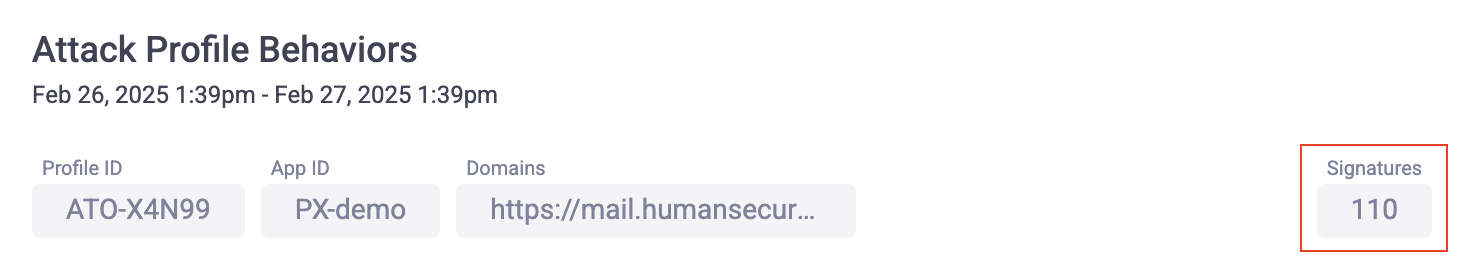 Attack Profile Behaviors
Feb 26, 2025 1:39pm - Feb 27, 2025 1:39pm
Profile ID App ID Domains Signatures
ATO-X4N99 PX-demo https://mail.humansecur... 110